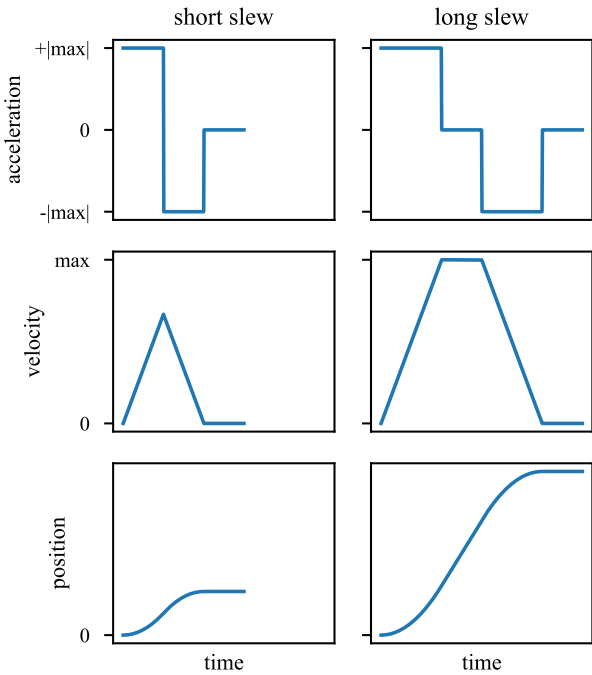 short slew
long slew
acceleration
+|max|
0
-|max|
velocity
max
0
position
0
time
time